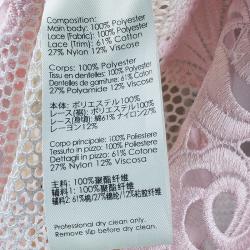 Composition:
Main body: 100% Polyester
Lace (Fabric): 100% Polyester
Lace (Trim): 61% Cotton
27% Nylon 12% Viscose
Corps: 100% Polyester
Tissu en dentelles: 100% Polyester
Dentelles de garniture: 61% Coton
27% Polyamide 12% Viscose
本体: ポリエステル100%
レース(裾): ポリエステル100%
レース(身頃): 綿61% ナイロン27%
レーヨン12%
Corpo principale: 100% Poliestere
Tessuto in pizzo: 100% Poliestere
Dettagli in pizzo: 61% Cotone
27% Nylon 12% Viscosa
主料: 100%聚酯纤维
辅料1: 100%聚酯纤维
辅料2: 61%棉/27%锦纶/12%粘胶纤维
Professional dry clean only.
Remove slip before dry clean.